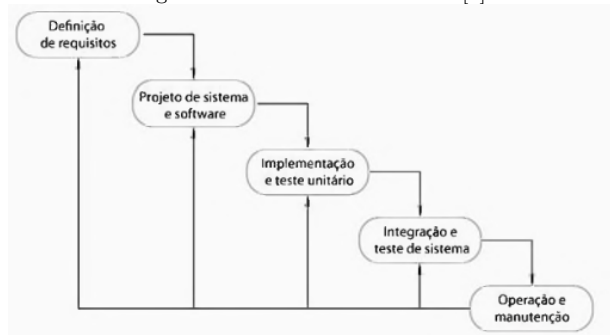 Definição
de requisitos
Projeto de sistema
e software
Implementação
e teste unitário
Integração e
teste de sistema
Operação e
manutenção